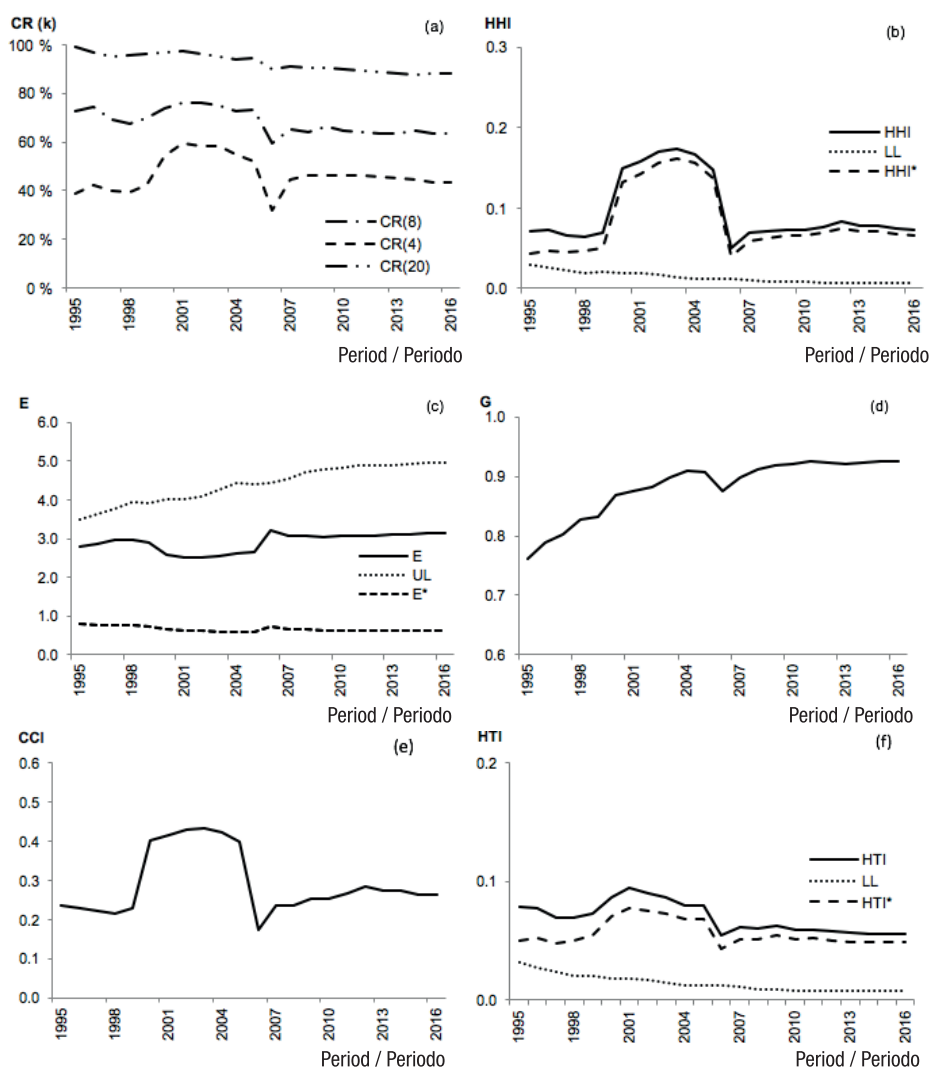 CR (k)
(a)
100 %
80 %
60 %
40 %
20 %
0 %
CR(8)
CR(4)
CR(20)
1995
1998
2001
2004
2007
2010
2013
2016
Period / Periodo
HHI
(b)
0.3
0.2
0.1
0.0
HHI
LL
HHI*
1995
1998
2001
2004
2007
2010
2013
2016
Period / Periodo
E
(c)
6.0
5.0
4.0
3.0
2.0
1.0
0.0
E
UL
E*
1995
1998
2001
2004
2007
2010
2013
2016
Period / Periodo
G
(d)
1.0
0.9
0.8
0.7
0.6
1995
1998
2001
2004
2007
2010
2013
2016
Period / Periodo
CCI
(e)
0.6
0.5
0.4
0.3
0.2
0.1
0.0
1995
1998
2001
2004
2007
2010
2013
2016
Period / Periodo
HTI
(f)
0.2
0.1
0.0
HTI
LL
HTI*
1995
1998
2001
2004
2007
2010
2013
2016
Period / Periodo